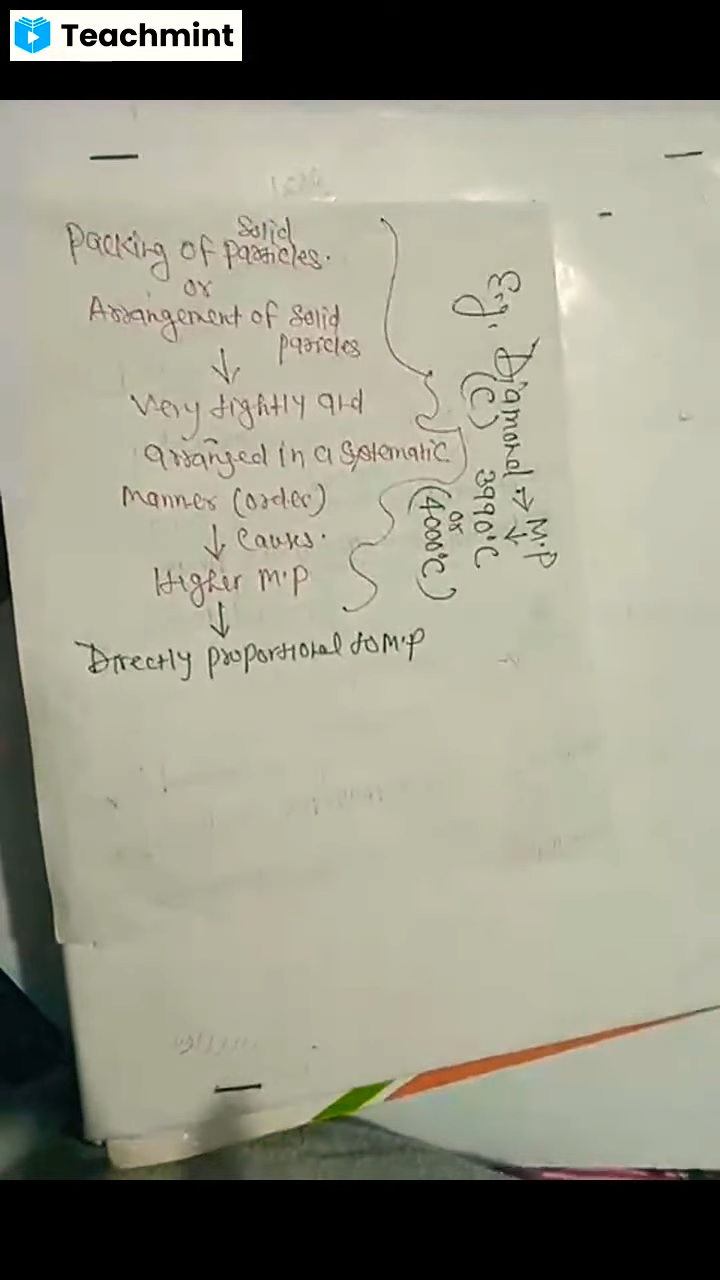 Teachmint
Packing of solid particles.
or
Arrangement of solid
paricles
↓
Very tightly and
arranged in a systematic
manner (order)
↓ causes.
Higher M.P
↓
Directly proportional to M.P
E.g. Diamond → M.P
(C) ↓
3990°C
or
(4000°C)